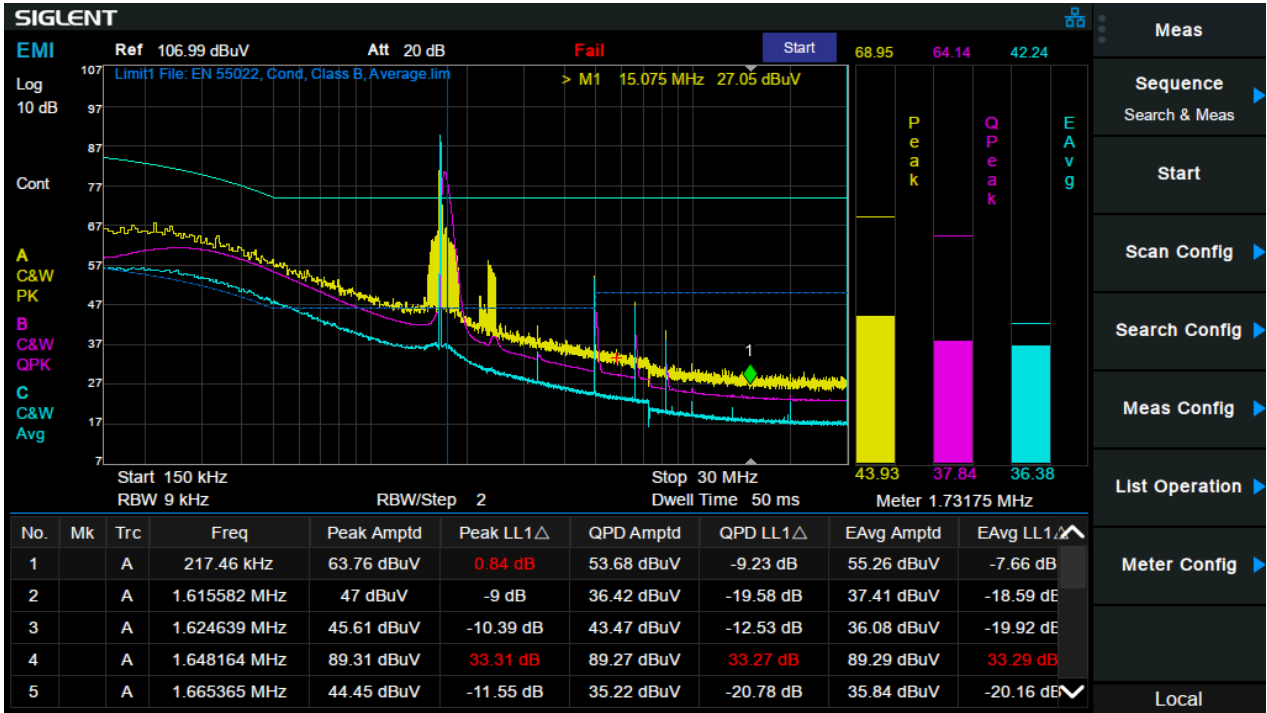 SIGLENT
EMI Ref 106.99 dBuV Att 20 dB Fail Start 68.95 64.14 42.24
Limit1 File: EN 55022, Cond, Class B, Average.lim
> M1 15.075 MHz 27.05 dBuV
Log
10 dB
Cont
A
C&W
PK
B
C&W
QPK
C
C&W
Avg
107
97
87
77
67
57
47
37
27
17
7
1
Peak
QPeak
EAvg
43.93 37.84 36.38
Start 150 kHz Stop 30 MHz
RBW 9 kHz RBW/Step 2 Dwell Time 50 ms Meter 1.73175 MHz
No. Mk Trc Freq Peak Amptd Peak LL1△ QPD Amptd QPD LL1△ EAvg Amptd EAvg LL1△
1 A 217.46 kHz 63.76 dBuV 0.84 dB 53.68 dBuV -9.23 dB 55.26 dBuV -7.66 dB
2 A 1.615582 MHz 47 dBuV -9 dB 36.42 dBuV -19.58 dB 37.41 dBuV -18.59 dB
3 A 1.624639 MHz 45.61 dBuV -10.39 dB 43.47 dBuV -12.53 dB 36.08 dBuV -19.92 dB
4 A 1.648164 MHz 89.31 dBuV 33.31 dB 89.27 dBuV 33.27 dB 89.29 dBuV 33.29 dB
5 A 1.665365 MHz 44.45 dBuV -11.55 dB 35.22 dBuV -20.78 dB 35.84 dBuV -20.16 dB
Meas
Sequence
Search & Meas
Start
Scan Config
Search Config
Meas Config
List Operation
Meter Config
Local